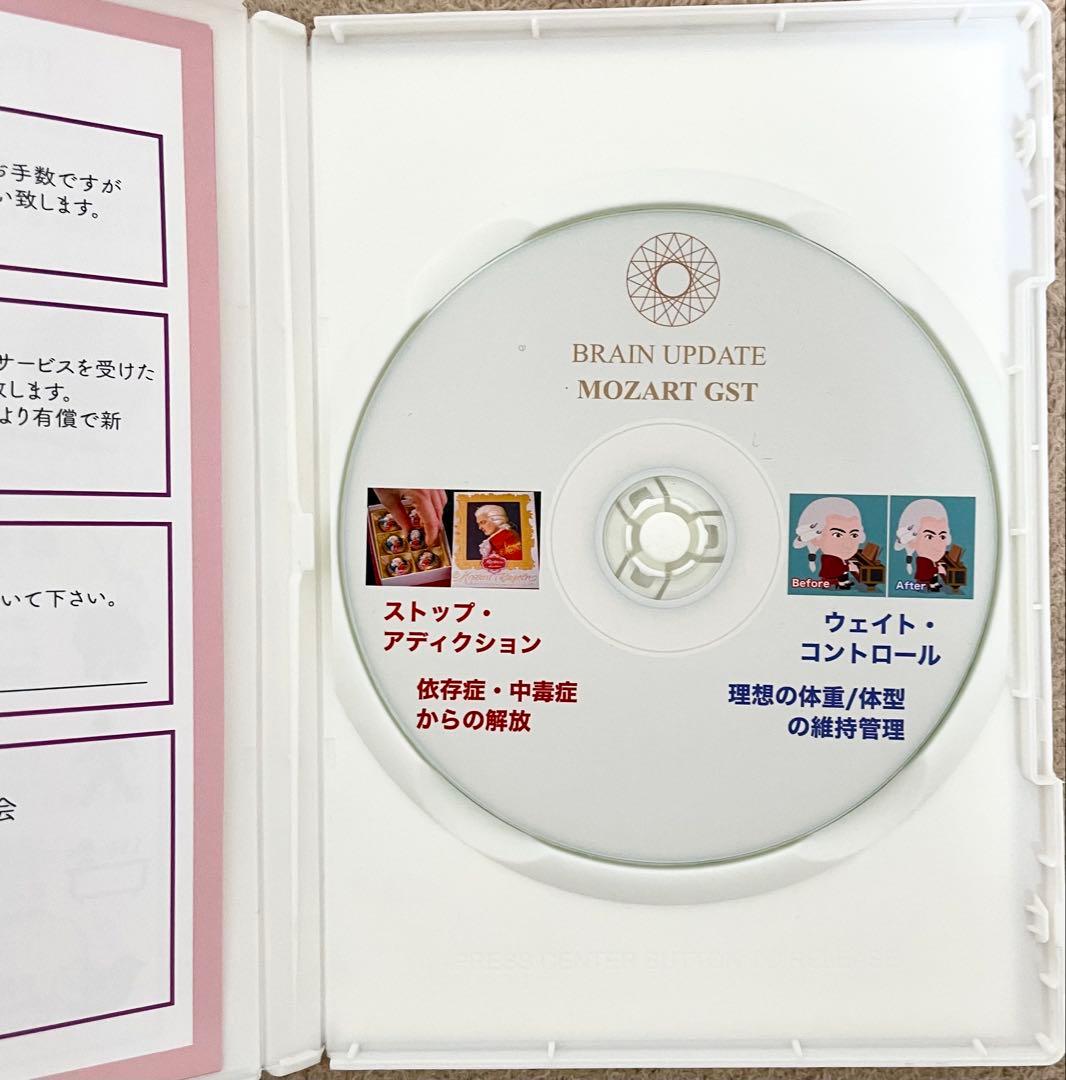 お手数ですが
い致します。
サービスを受けた
致します。
より有償で新
いて下さい。
会
BRAIN UPDATE
MOZART GST
Before
After
ストップ・
アディクション
依存症・中毒症
からの解放
ウェイト・
コントロール
理想の体重/体型
の維持管理
PRESS CENTER BUTTON TO RELEASE